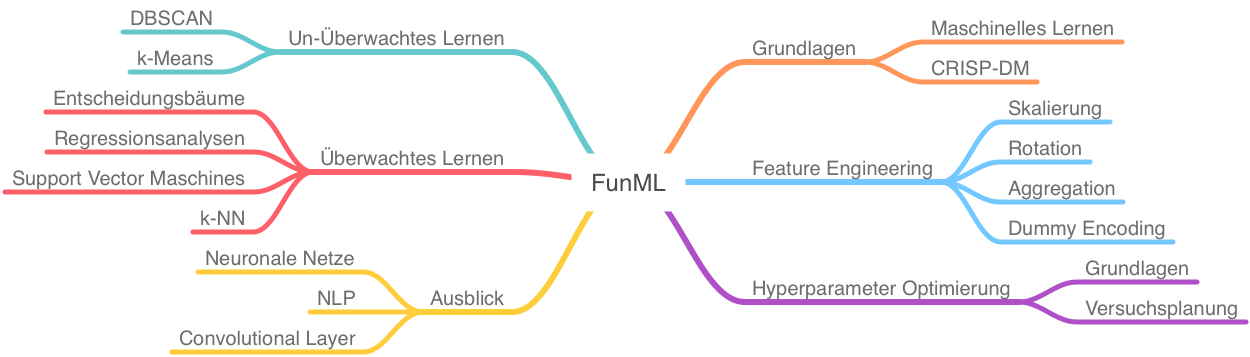 FunML
Grundlagen
Maschinelles Lernen
CRISP-DM
Feature Engineering
Skalierung
Rotation
Aggregation
Dummy Encoding
Hyperparameter Optimierung
Grundlagen
Versuchsplanung
Un-Überwachtes Lernen
DBSCAN
k-Means
Überwachtes Lernen
Entscheidungsbäume
Regressionsanalysen
Support Vector Maschines
k-NN
Ausblick
Neuronale Netze
NLP
Convolutional Layer